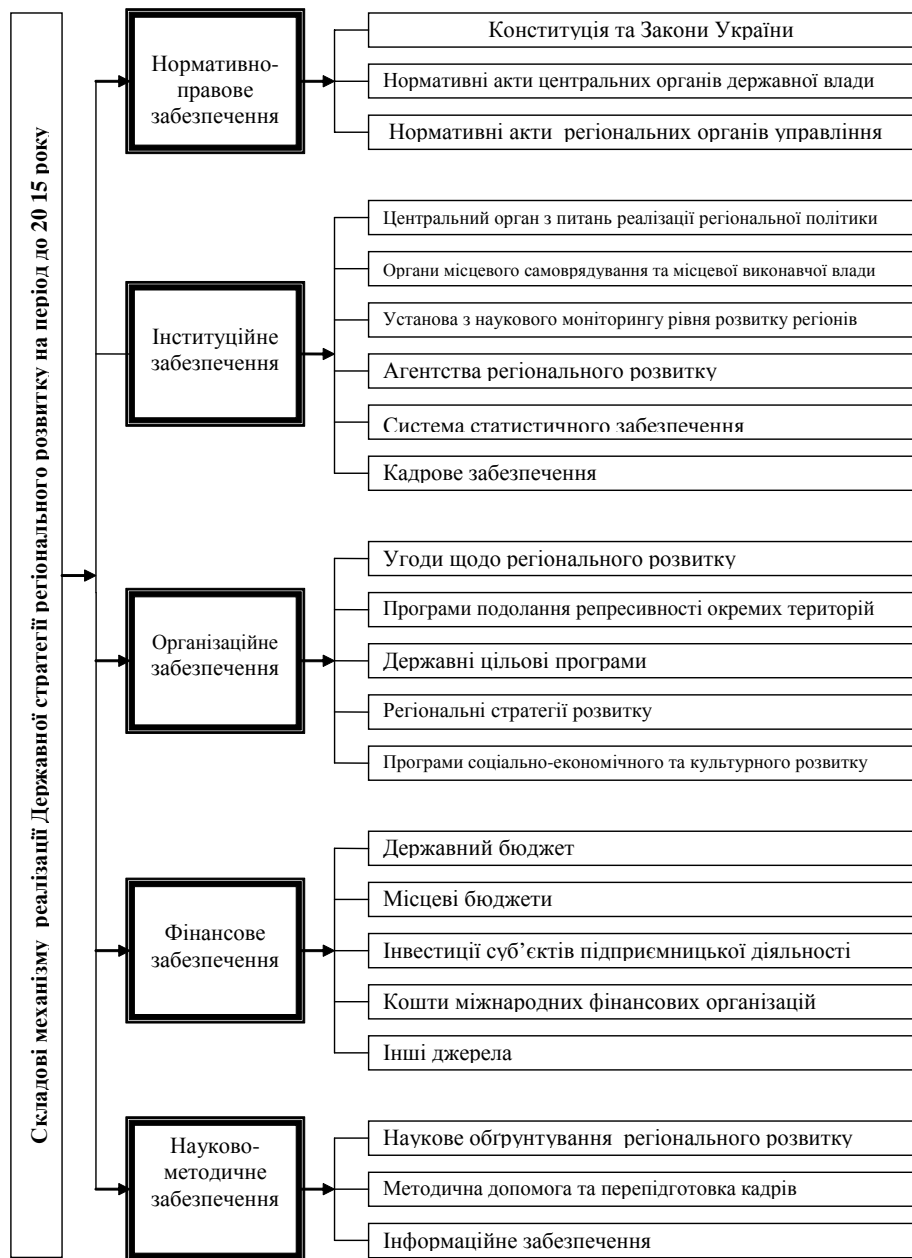 Складові механізму реалізації Державної стратегії регіонального розвитку на період до 20 15 року
Нормативно-
правове
забезпечення
Конституція та Закони України
Нормативні акти центральних органів державної влади
Нормативні акти регіональних органів управління
Інституційне
забезпечення
Центральний орган з питань реалізації регіональної політики
Органи місцевого самоврядування та місцевої виконавчої влади
Установа з наукового моніторингу рівня розвитку регіонів
Агентства регіонального розвитку
Система статистичного забезпечення
Кадрове забезпечення
Організаційне
забезпечення
Угоди щодо регіонального розвитку
Програми подолання репресивності окремих територій
Державні цільові програми
Регіональні стратегії розвитку
Програми соціально-економічного та культурного розвитку
Фінансове
забезпечення
Державний бюджет
Місцеві бюджети
Інвестиції суб’єктів підприємницької діяльності
Кошти міжнародних фінансових організацій
Інші джерела
Науково-
методичне
забезпечення
Наукове обґрунтування регіонального розвитку
Методична допомога та перепідготовка кадрів
Інформаційне забезпечення